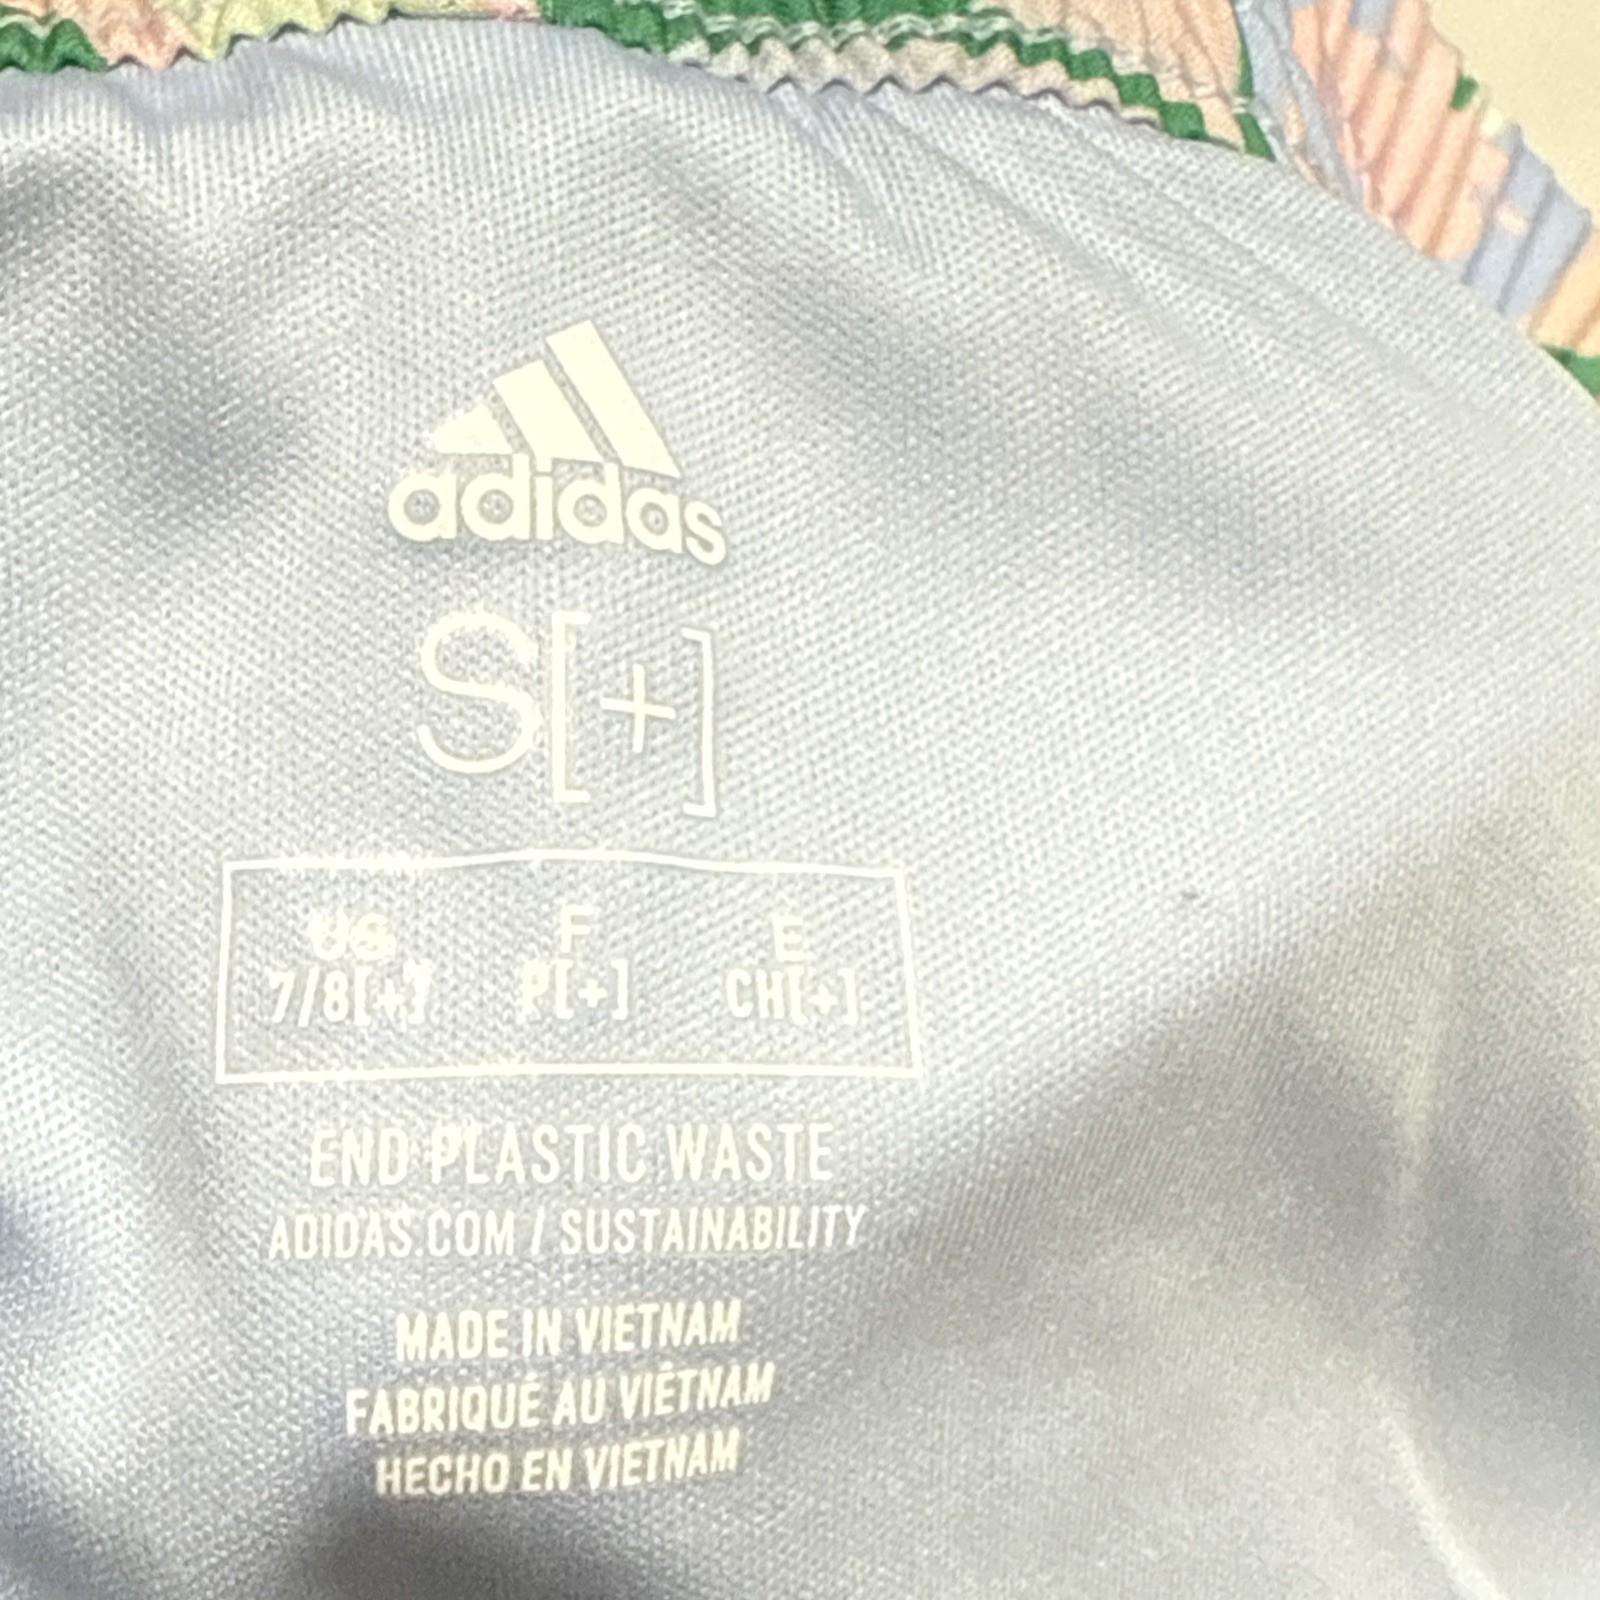 adidas
S[+]
US F E
7/8[+] P[+] CH[+]
END PLASTIC WASTE
ADIDAS.COM / SUSTAINABILITY
MADE IN VIETNAM
FABRIQUÉ AU VIÊTNAM
HECHO EN VIETNAM